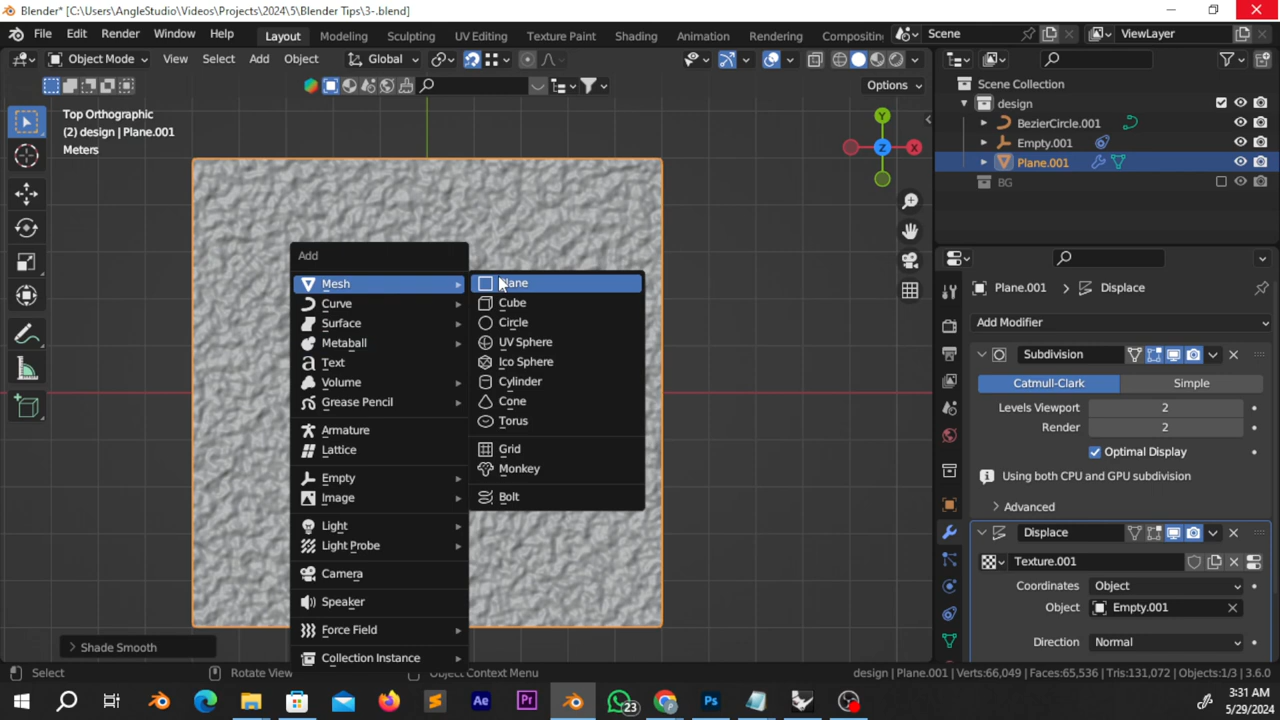 Blender* [C:\Users\AngleStudio\Videos\Projects\2024\5\Blender Tips\3-.blend]
File Edit Render Window Help Layout Modeling Sculpting UV Editing Texture Paint Shading Animation Rendering Compositing Scene ViewLayer
Object Mode View Select Add Object Global
Options
Top Orthographic
(2) design | Plane.001
Meters
Y
Z
X
Add
Mesh
Curve
Surface
Metaball
Text
Volume
Grease Pencil
Armature
Lattice
Empty
Image
Light
Light Probe
Camera
Speaker
Force Field
Collection Instance
Plane
Cube
Circle
UV Sphere
Ico Sphere
Cylinder
Cone
Torus
Grid
Monkey
Bolt
Shade Smooth
Scene Collection
design
BezierCircle.001
Empty.001
Plane.001
BG
Plane.001 > Displace
Add Modifier
Subdivision
Catmull-Clark Simple
Levels Viewport 2
Render 2
Optimal Display
Using both CPU and GPU subdivision
Advanced
Displace
Texture.001
Coordinates Object
Object Empty.001
Direction Normal
Select Rotate View Object Context Menu design | Plane.001 | Verts:66,049 | Faces:65,536 | Tris:131,072 | Objects:1/3 | 3.6.0
Ae Pr 23 Ps
3:31 AM
5/29/2024